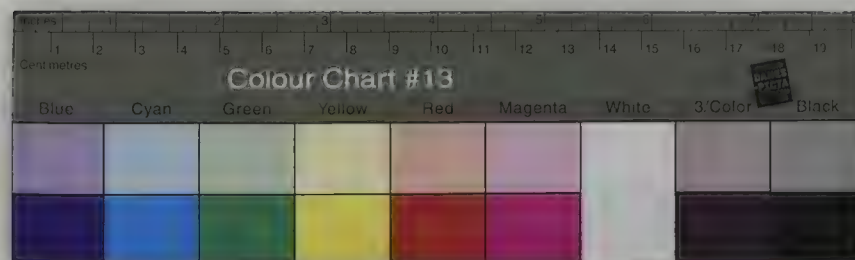 Inches 1 2 3 4 5 6 7
1 2 3 4 5 6 7 8 9 10 11 12 13 14 15 16 17 18 19
Centimetres
Colour Chart #13
Blue Cyan Green Yellow Red Magenta White 3/Color Black